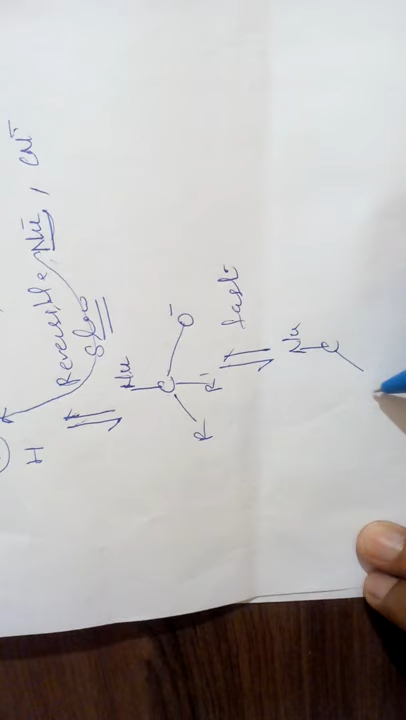 H
Reversible, Nu⁻, CN⁻
Slow
Nu
C
O⁻
R'
R
fast
Nu
C